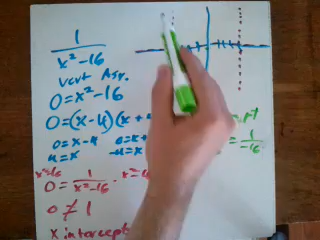 1
x²-16
vert Asy.
0=x²-16
0=(x-4)(x+
0=x-4 0=x+
4=x -4=x
x²-16 0= 1/x²-16 · x²-16
0≠1
x intercept
= 1/-16